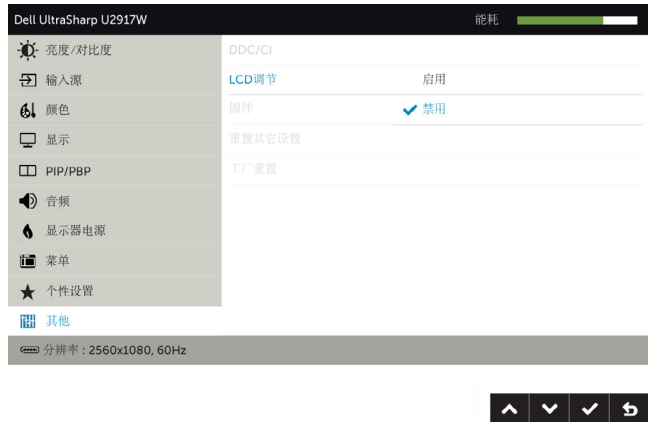 Dell UltraSharp U2917W 能耗
亮度/对比度 DDC/CI
输入源 LCD调节 启用
颜色 固件 禁用
显示 重置其它设置
PIP/PBP 工厂重置
音频
显示器电源
菜单
个性设置
其他
分辨率 : 2560x1080, 60Hz